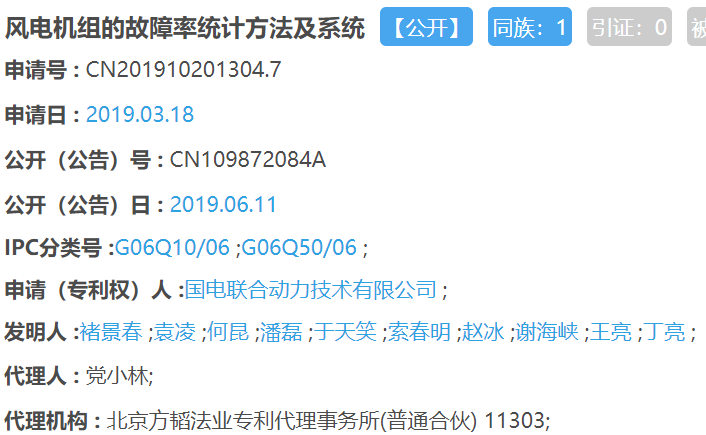 风电机组的故障率统计方法及系统 【公开】 同族：1 引证：0 被
申请号：CN201910201304.7
申请日：2019.03.18
公开（公告）号：CN109872084A
公开（公告）日：2019.06.11
IPC分类号 :G06Q10/06 ;G06Q50/06 ;
申请（专利权）人 :国电联合动力技术有限公司 ;
发明人 :褚景春 ;袁凌 ;何昆 ;潘磊 ;于天笑 ;索春明 ;赵冰 ;谢海峡 ;王亮 ;丁亮 ;
代理人：党小林;
代理机构：北京方韬法业专利代理事务所(普通合伙) 11303;